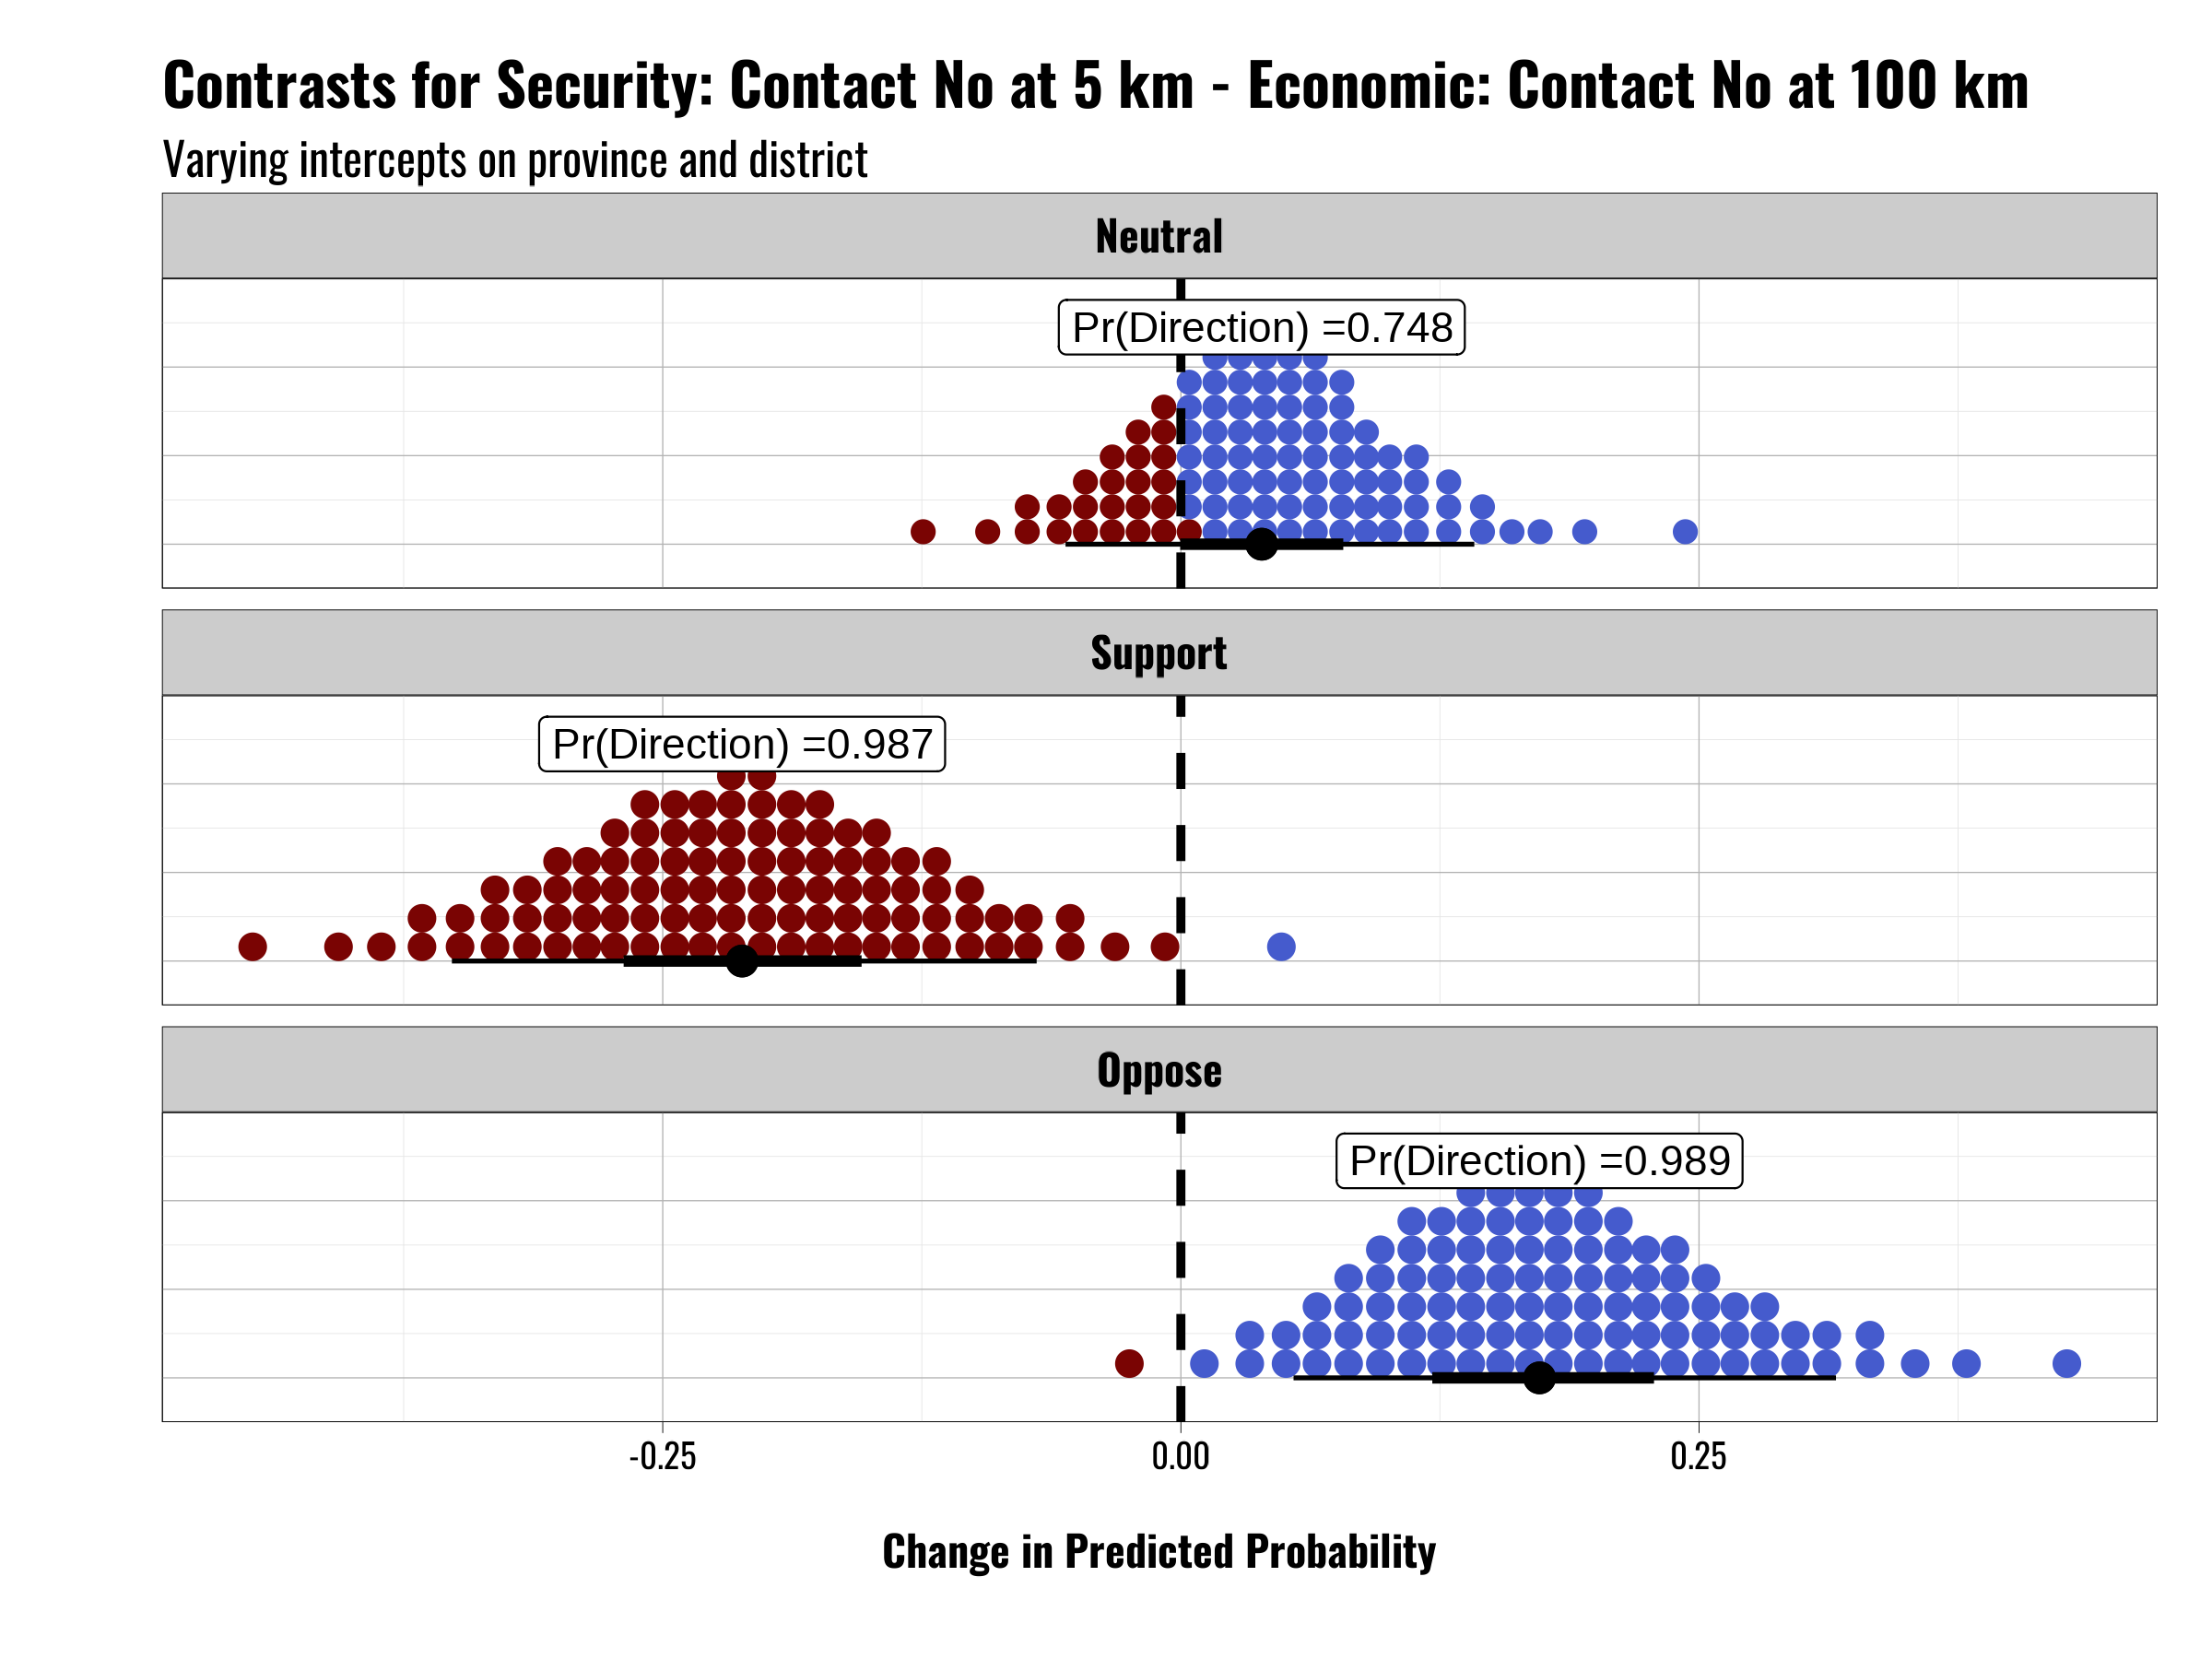 Contrasts for Security: Contact No at 5 km - Economic: Contact No at 100 km
Varying intercepts on province and district
Neutral
Pr(Direction) =0.748
Support
Pr(Direction) =0.987
Oppose
Pr(Direction) =0.989
-0.25 0.00 0.25
Change in Predicted Probability